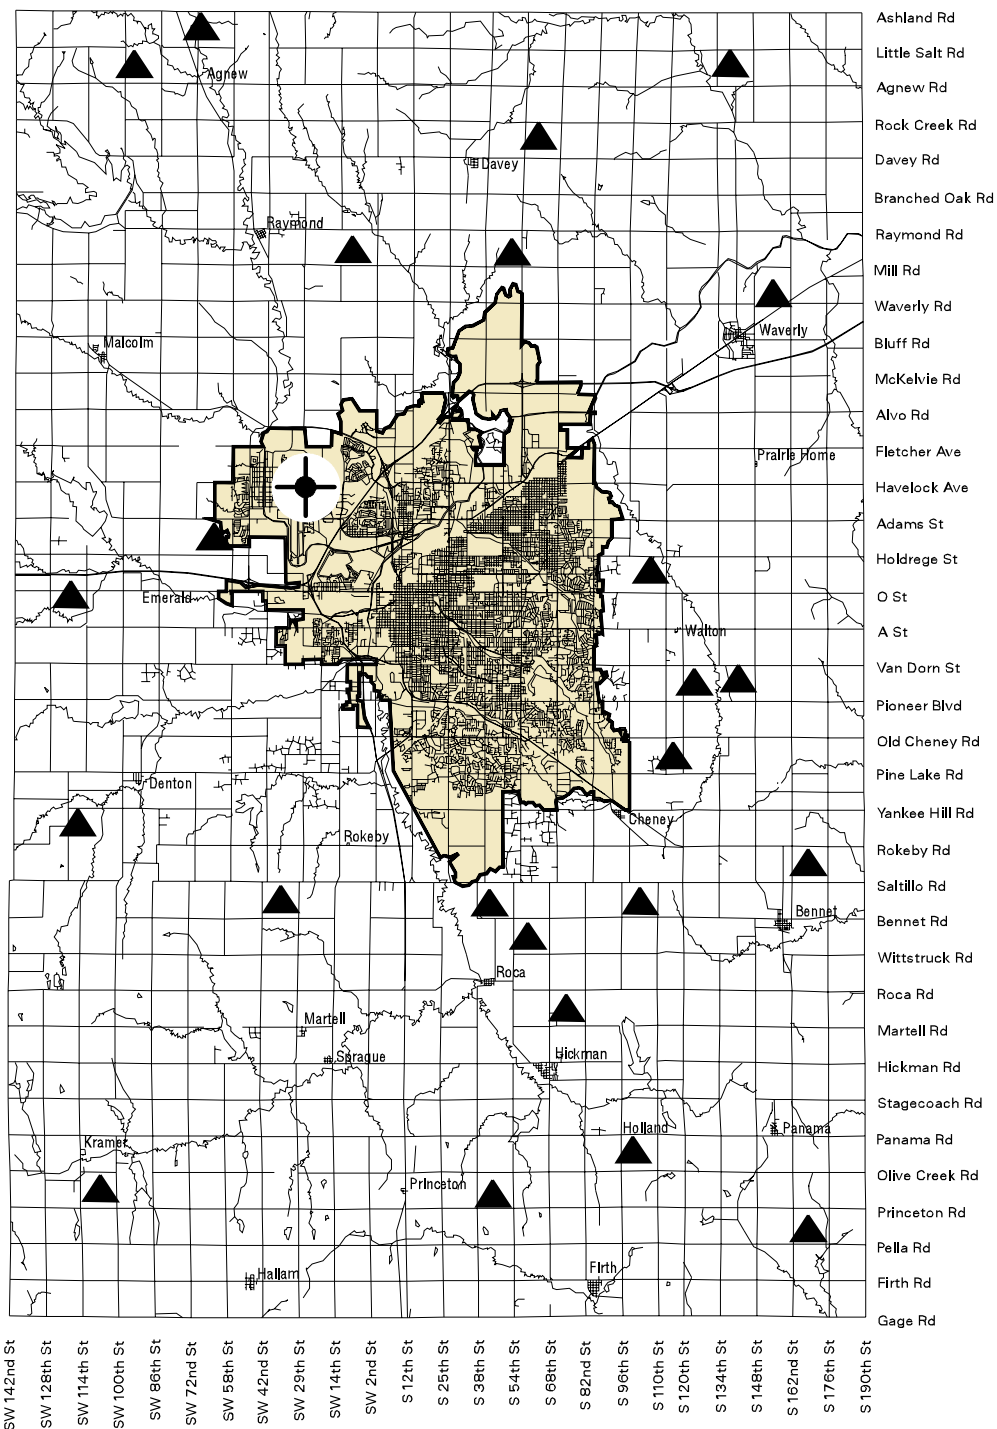 Ashland Rd
Little Salt Rd
Agnew
Agnew Rd
Rock Creek Rd
Davey
Davey Rd
Branched Oak Rd
Raymond
Raymond Rd
Mill Rd
Waverly Rd
Waverly
Malcolm
Bluff Rd
McKelvie Rd
Alvo Rd
Fletcher Ave
Prairie Home
Havelock Ave
Adams St
Holdrege St
Emerald
O St
Walton
A St
Van Dorn St
Pioneer Blvd
Old Cheney Rd
Pine Lake Rd
Denton
Yankee Hill Rd
Cheney
Rokeby
Rokeby Rd
Saltillo Rd
Bennet
Bennet Rd
Wittstruck Rd
Roca
Roca Rd
Martell
Martell Rd
Sprague
Hickman
Hickman Rd
Stagecoach Rd
Holland
Panama
Kramer
Panama Rd
Olive Creek Rd
Princeton
Princeton Rd
Pella Rd
Hallam
Firth
Firth Rd
Gage Rd
SW 142nd St
SW 128th St
SW 114th St
SW 100th St
SW 86th St
SW 72nd St
SW 58th St
SW 42nd St
SW 29th St
SW 14th St
SW 2nd St
S 12th St
S 25th St
S 38th St
S 54th St
S 68th St
S 82nd St
S 96th St
S 110th St
S 120th St
S 134th St
S 148th St
S 162nd St
S 176th St
S 190th St